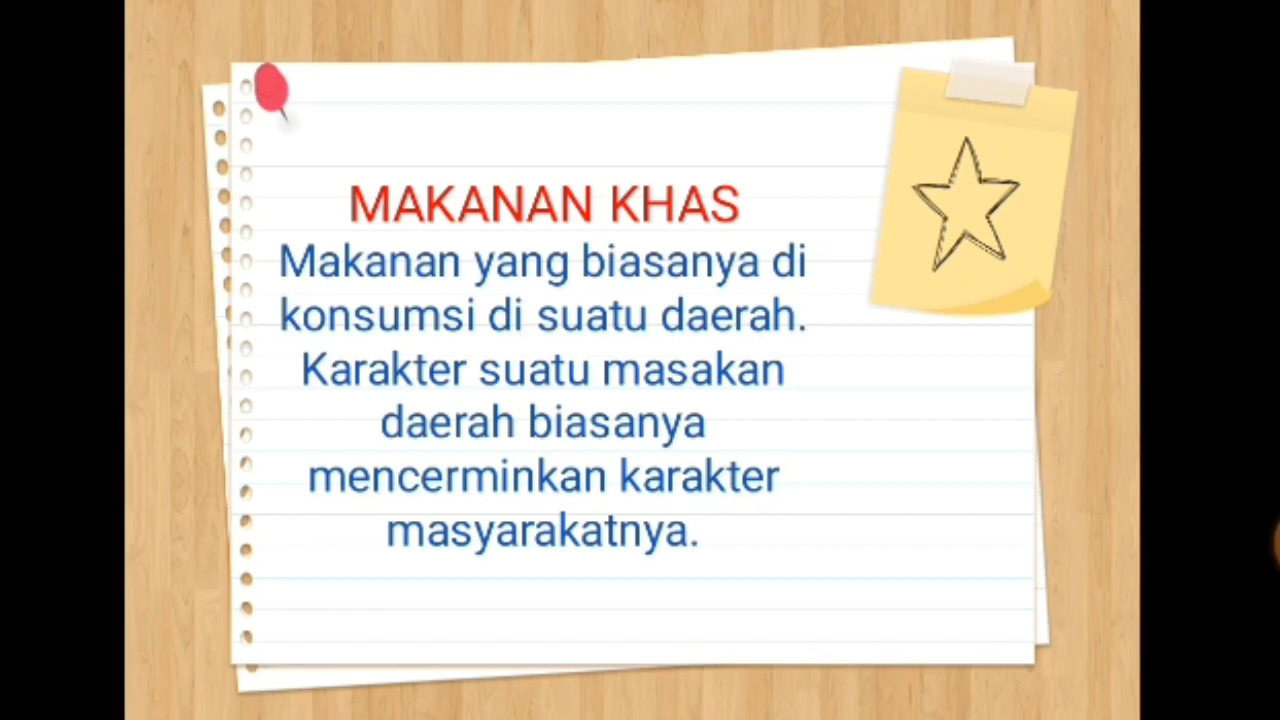 MAKANAN KHAS
Makanan yang biasanya di
konsumsi di suatu daerah.
Karakter suatu masakan
daerah biasanya
mencerminkan karakter
masyarakatnya.